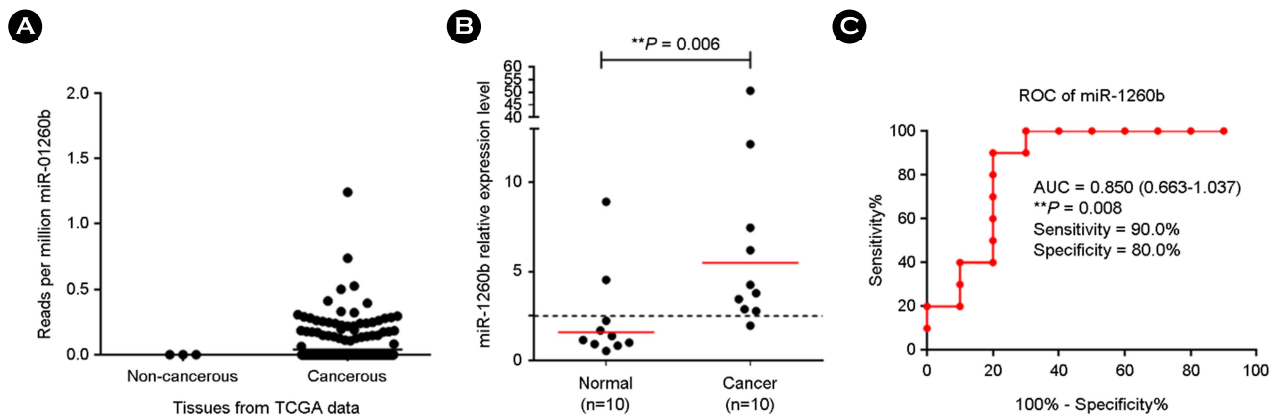 A
Reads per million miR-01260b
2.0
1.5
1.0
0.5
0.0
Non-cancerous
Cancerous
Tissues from TCGA data
B
miR-1260b relative expression level
**P = 0.006
60
55
50
45
40
10
5
0
Normal
(n=10)
Cancer
(n=10)
C
ROC of miR-1260b
Sensitivity%
100
80
60
40
20
0
AUC = 0.850 (0.663-1.037)
**P = 0.008
Sensitivity = 90.0%
Specificity = 80.0%
0 20 40 60 80 100
100% - Specificity%